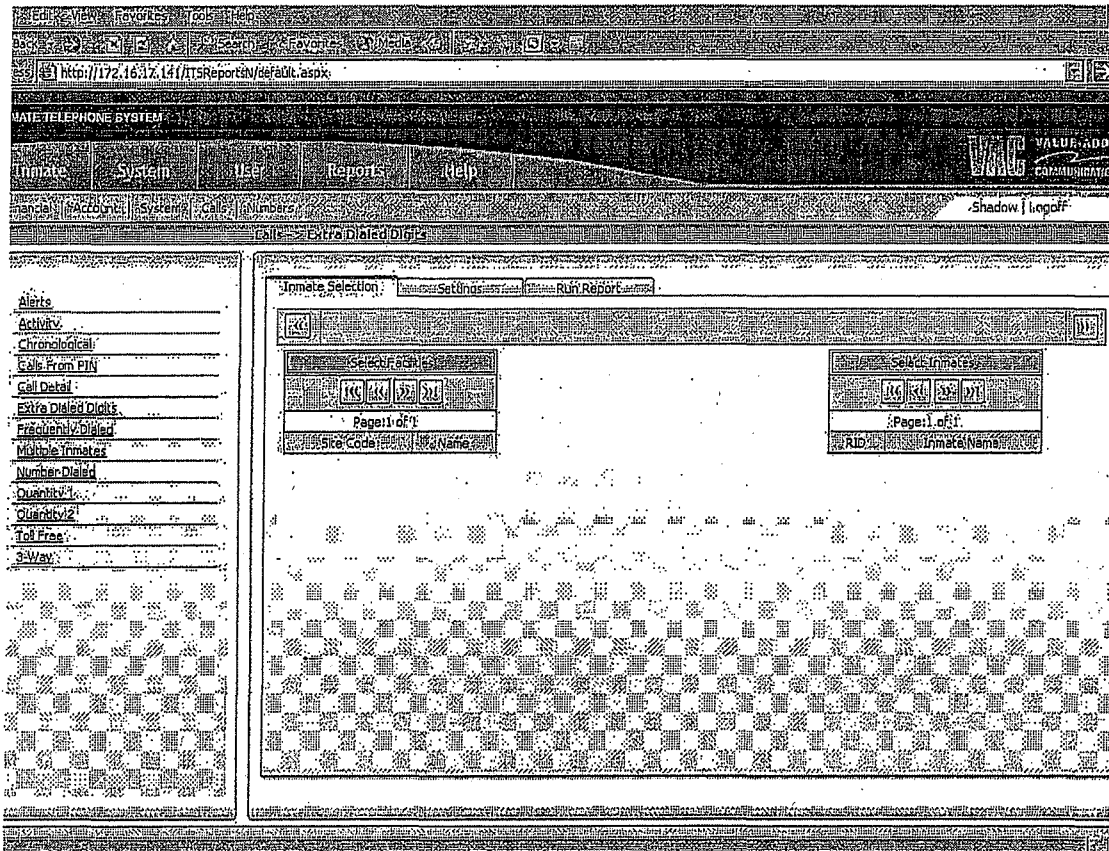 Edit View Favorites Tools Help
Back Search Favorites Media
ess http://172.16.17.141/ITSReportsN/default.aspx
MATE TELEPHONE SYSTEM
VALUE-ADD
COMMUNICATI
Inmate System User Reports Help
nancial Account System Calls Numbers
Shadow | Logoff
Calls --> Extra Dialed Digits
Inmate Selection Settings Run Report
Alerts
Activity
Chronological
Calls From PIN
Call Detail
Extra Dialed Digits
Frequently Dialed
Multiple Inmates
Number Dialed
Quantity 1
Quantity 2
Toll Free
3-Way
Select Facilities
Page:1 of 1
Site Code Name
Select Inmates
Page:1 of 1
RID Inmate Name